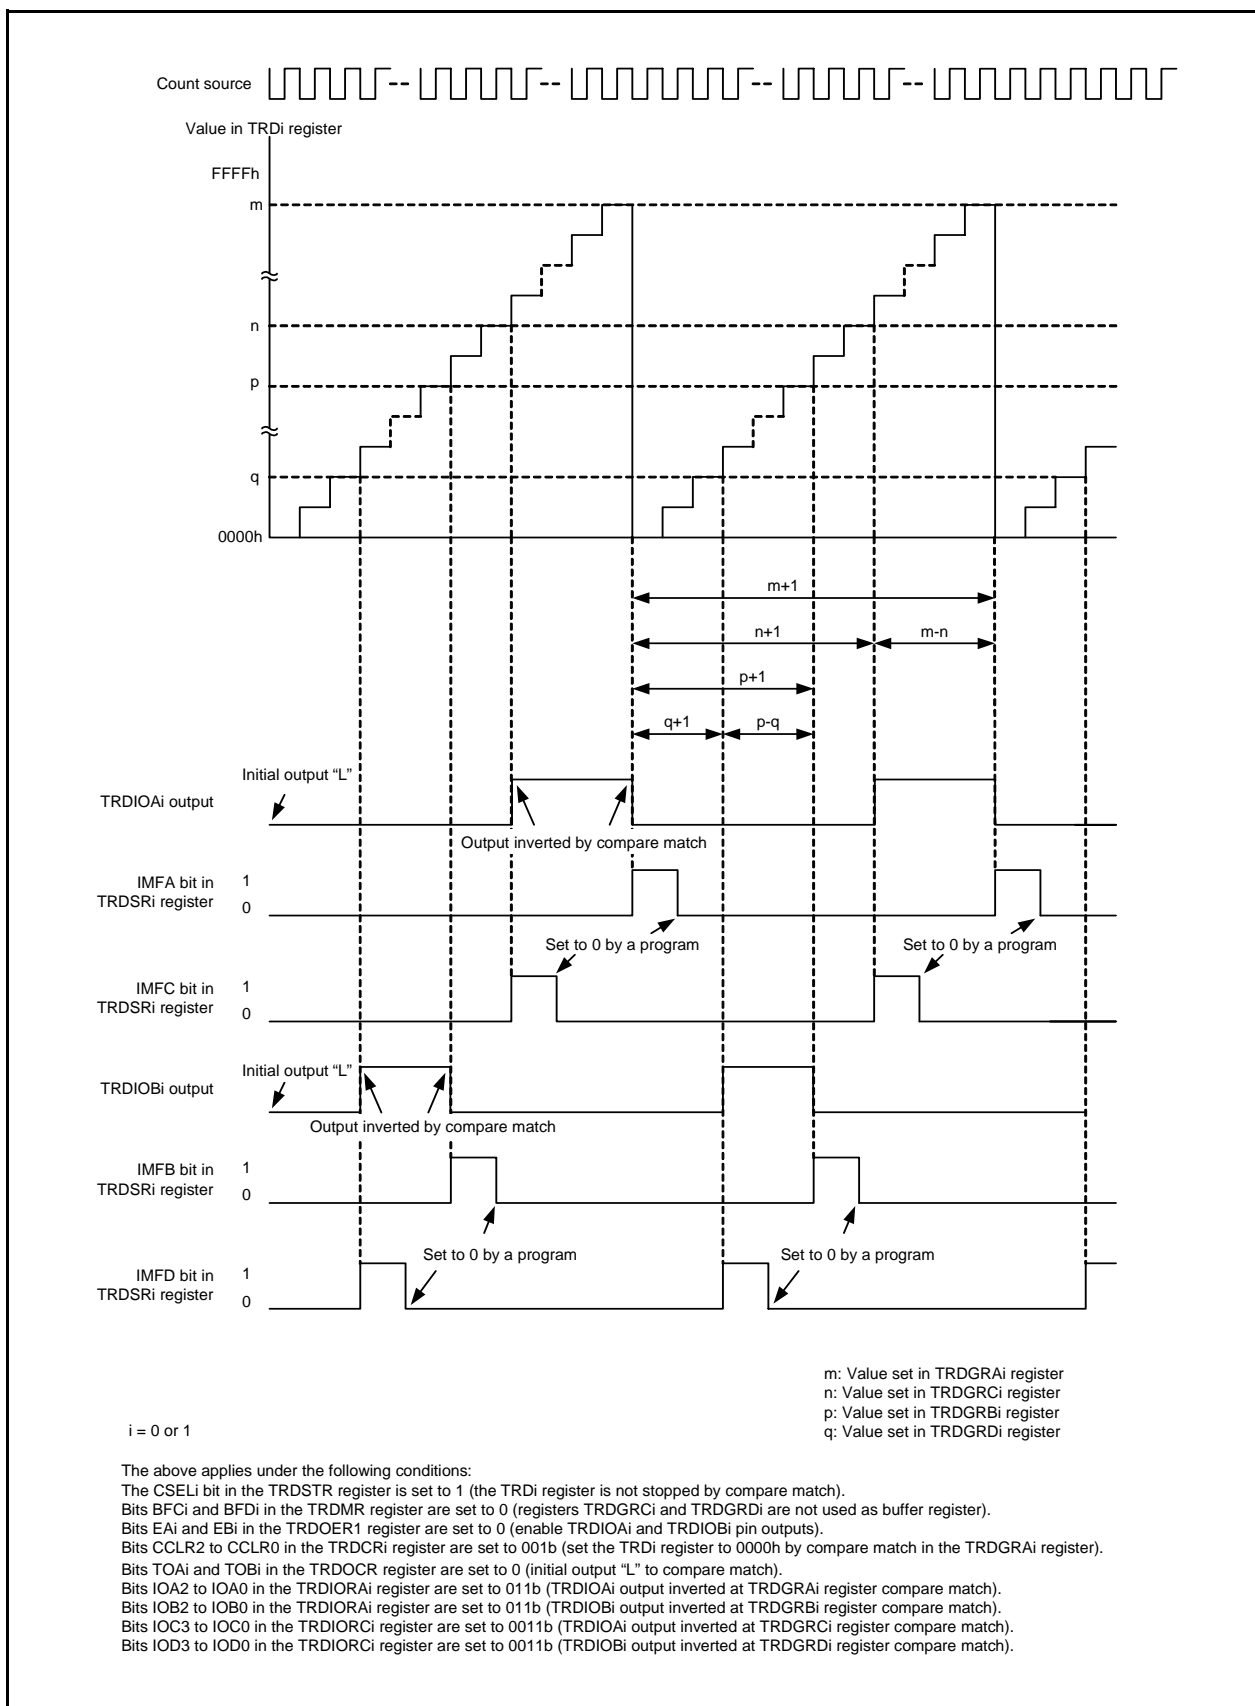 Count source
Value in TRDi register
FFFFh
m
n
p
q
0000h
m+1
n+1
m-n
p+1
q+1
p-q
Initial output “L”
TRDIOAi output
Output inverted by compare match
IMFA bit in
TRDSRi register
1
0
Set to 0 by a program
Set to 0 by a program
IMFC bit in
TRDSRi register
1
0
Initial output “L”
TRDIOBi output
Output inverted by compare match
IMFB bit in
TRDSRi register
1
0
Set to 0 by a program
Set to 0 by a program
IMFD bit in
TRDSRi register
1
0
m: Value set in TRDGRAi register
n: Value set in TRDGRCi register
p: Value set in TRDGRBi register
q: Value set in TRDGRDi register
i = 0 or 1
The above applies under the following conditions:
The CSELi bit in the TRDSTR register is set to 1 (the TRDi register is not stopped by compare match).
Bits BFCi and BFDi in the TRDMR register are set to 0 (registers TRDGRCi and TRDGRDi are not used as buffer register).
Bits EAi and EBi in the TRDOER1 register are set to 0 (enable TRDIOAi and TRDIOBi pin outputs).
Bits CCLR2 to CCLR0 in the TRDCRi register are set to 001b (set the TRDi register to 0000h by compare match in the TRDGRAi register).
Bits TOAi and TOBi in the TRDOCR register are set to 0 (initial output “L” to compare match).
Bits IOA2 to IOA0 in the TRDIORAi register are set to 011b (TRDIOAi output inverted at TRDGRAi register compare match).
Bits IOB2 to IOB0 in the TRDIORAi register are set to 011b (TRDIOBi output inverted at TRDGRBi register compare match).
Bits IOC3 to IOC0 in the TRDIORCi register are set to 0011b (TRDIOAi output inverted at TRDGRCi register compare match).
Bits IOD3 to IOD0 in the TRDIORCi register are set to 0011b (TRDIOBi output inverted at TRDGRDi register compare match).